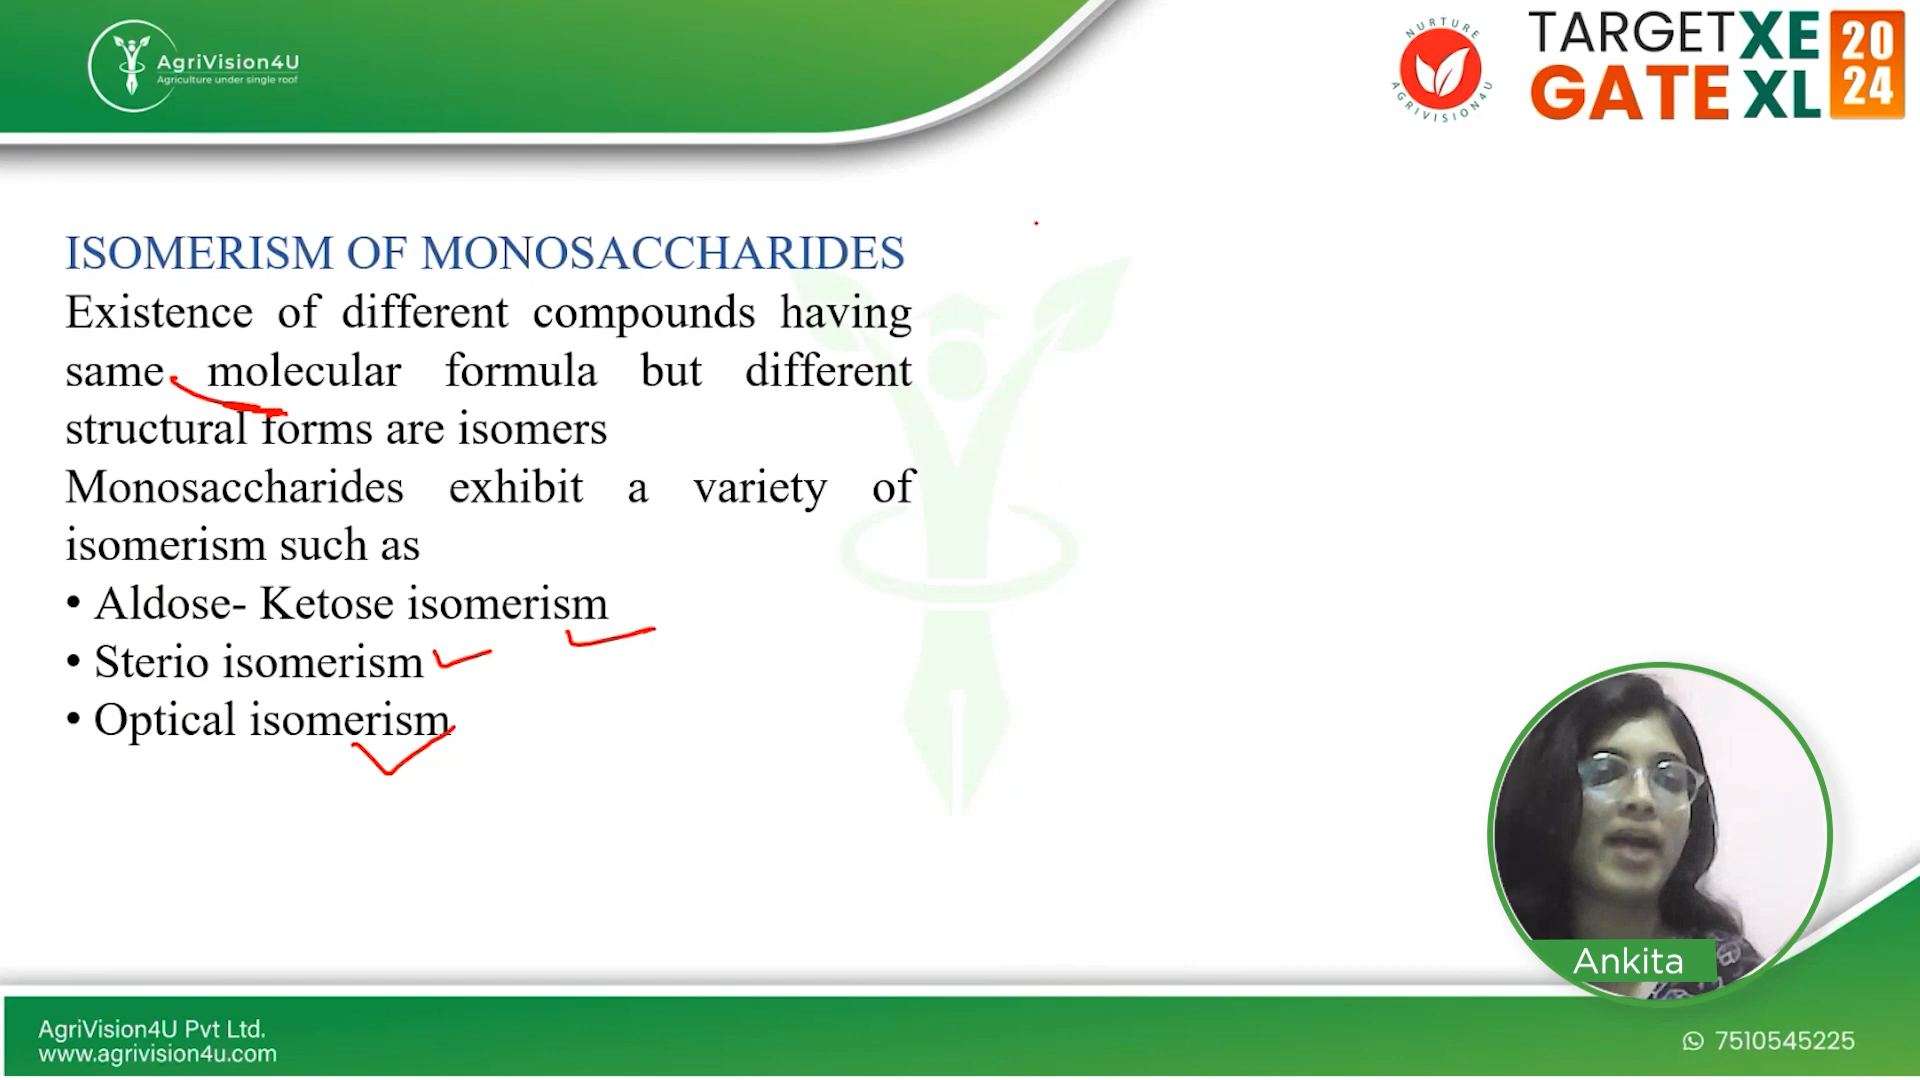 AgriVision4U
Agriculture under single roof
NURTURE
AGRIVISION4U
TARGET XE 20
GATE XL 24
ISOMERISM OF MONOSACCHARIDES
Existence of different compounds having
same molecular formula but different
structural forms are isomers
Monosaccharides exhibit a variety of
isomerism such as
• Aldose- Ketose isomerism
• Sterio isomerism
• Optical isomerism
Ankita
AgriVision4U Pvt Ltd.
www.agrivision4u.com
7510545225